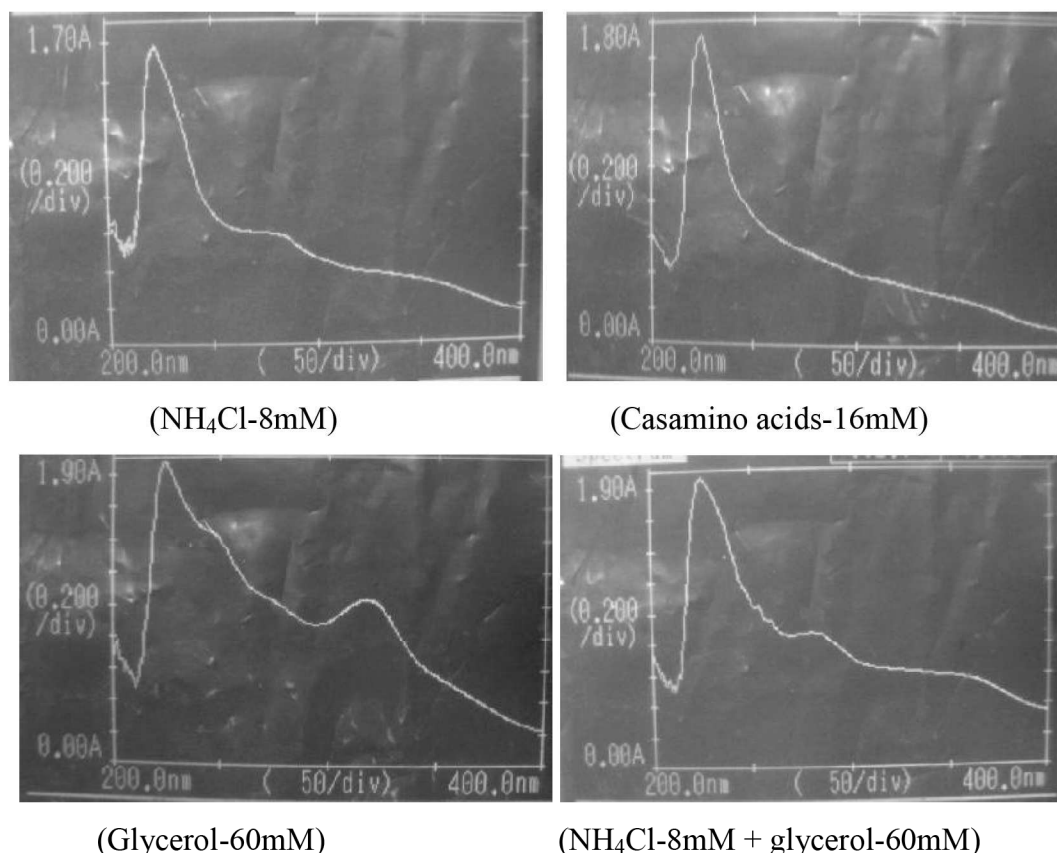 1.70A
1.80A
(0.200
/div)
(0.200
/div)
0.00A
0.00A
200.0nm ( 50/div) 400.0nm
200.0nm ( 50/div) 400.0nm
(NH₄Cl-8mM)
(Casamino acids-16mM)
1.90A
1.90A
(0.200
/div)
(0.200
/div)
0.00A
0.00A
200.0nm ( 50/div) 400.0nm
200.0nm ( 50/div) 400.0nm
(Glycerol-60mM)
(NH₄Cl-8mM + glycerol-60mM)